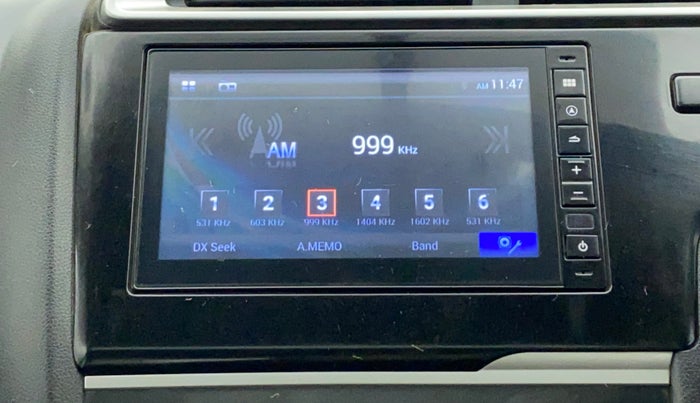 AM 11:47
AM
999 KHz
1 2 3 4 5 6
531 KHz 603 KHz 999 KHz 1404 KHz 1602 KHz 531 KHz
DX Seek A.MEMO Band